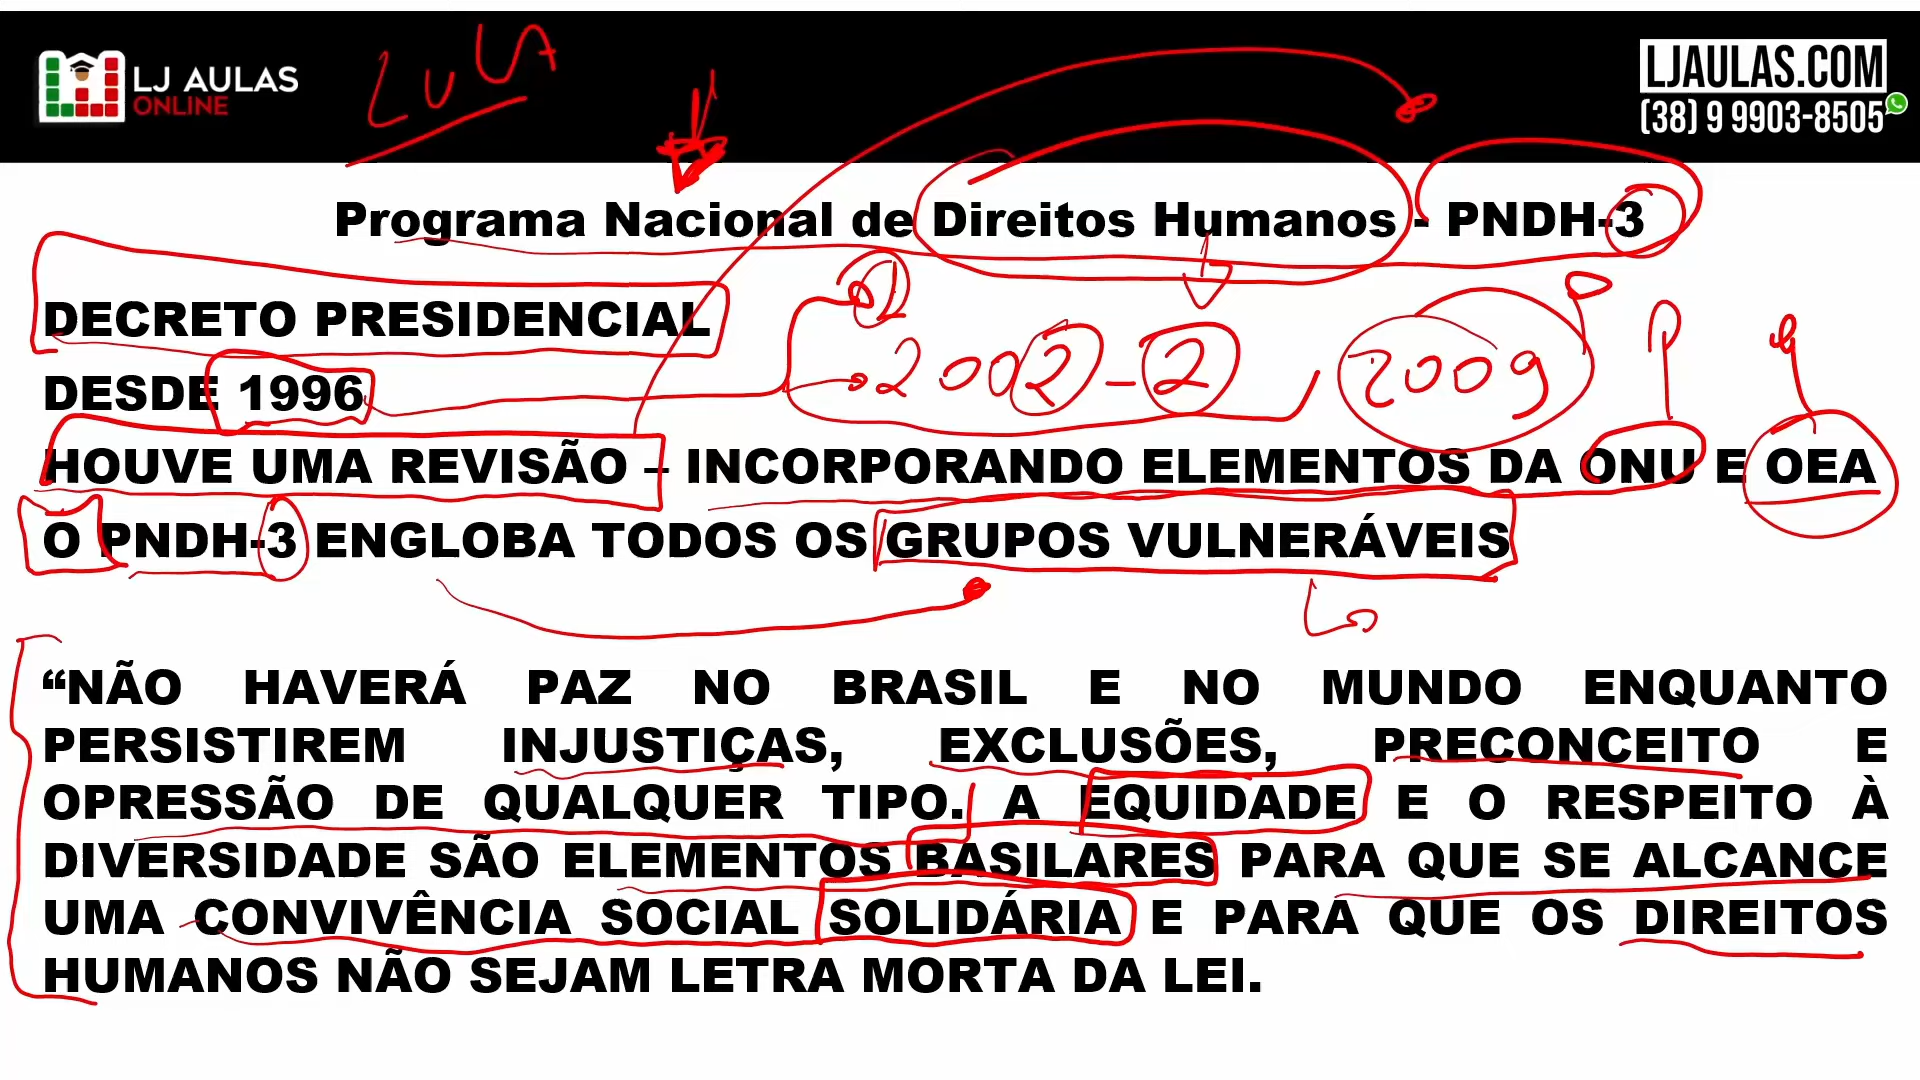 LJ AULAS
ONLINE
LULA
LJAULAS.COM
(38) 9 9903-8505
Programa Nacional de Direitos Humanos - PNDH-3
DECRETO PRESIDENCIAL
1
DESDE 1996
2002-2, 2009
HOUVE UMA REVISÃO – INCORPORANDO ELEMENTOS DA ONU E OEA
O PNDH-3 ENGLOBA TODOS OS GRUPOS VULNERÁVEIS
“NÃO HAVERÁ PAZ NO BRASIL E NO MUNDO ENQUANTO
PERSISTIREM INJUSTIÇAS, EXCLUSÕES, PRECONCEITO E
OPRESSÃO DE QUALQUER TIPO. A EQUIDADE E O RESPEITO À
DIVERSIDADE SÃO ELEMENTOS BASILARES PARA QUE SE ALCANCE
UMA CONVIVÊNCIA SOCIAL SOLIDÁRIA E PARA QUE OS DIREITOS
HUMANOS NÃO SEJAM LETRA MORTA DA LEI.